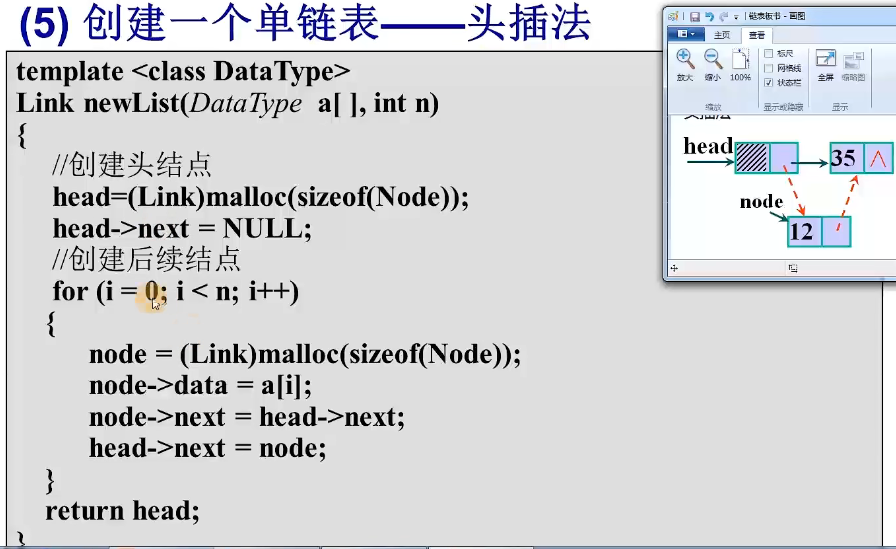 (5) 创建一个单链表——头插法
template <class DataType>
Link newList(DataType a[ ], int n)
{
//创建头结点
head=(Link)malloc(sizeof(Node));
head->next = NULL;
//创建后续结点
for (i = 0; i < n; i++)
{
node = (Link)malloc(sizeof(Node));
node->data = a[i];
node->next = head->next;
head->next = node;
}
return head;
}
链表板书 - 画图
主页 查看
放大 缩小 100%
标尺
网格线
状态栏
全屏 缩略图
缩放 显示或隐藏 显示
头插法
head
35 ∧
node
12